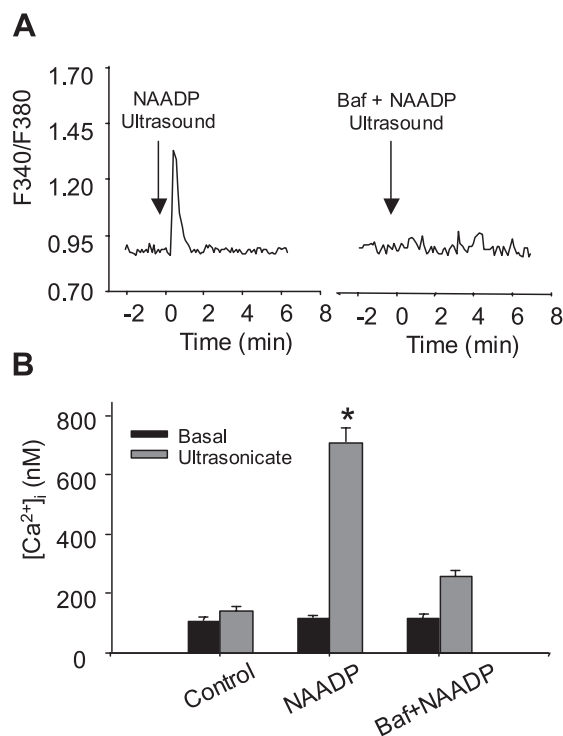 A
1.70
1.45
1.20
0.95
0.70
F340/F380
NAADP
Ultrasound
Baf + NAADP
Ultrasound
-2 0 2 4 6 8
-2 0 2 4 6 8
Time (min)
Time (min)
B
800
600
400
200
0
[Ca²⁺]ᵢ (nM)
Basal
Ultrasonicate
*
Control
NAADP
Baf+NAADP